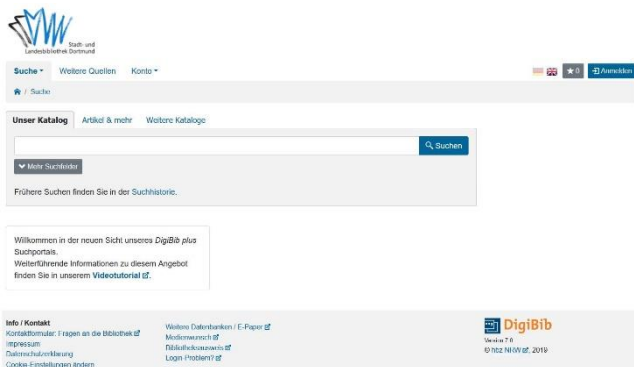 Stadt- und
Landesbibliothek Dortmund
Suche Weitere Quellen Konto
0 Anmelden
/ Suche
Unser Katalog Artikel & mehr Weitere Kataloge
Suchen
Mehr Suchfelder
Frühere Suchen finden Sie in der Suchhistorie.
Willkommen in der neuen Sicht unseres DigiBib plus
Suchportals.
Weiterführende Informationen zu diesem Angebot
finden Sie in unserem Videotutorial.
Info / Kontakt
Kontaktformular: Fragen an die Bibliothek
Impressum
Datenschutzerklärung
Cookie-Einstellungen ändern
Weitere Datenbanken / E-Paper
Medienwunsch
Bibliotheksausweis
Login-Problem?
DigiBib
Version 7.0
© hbz NRW, 2019